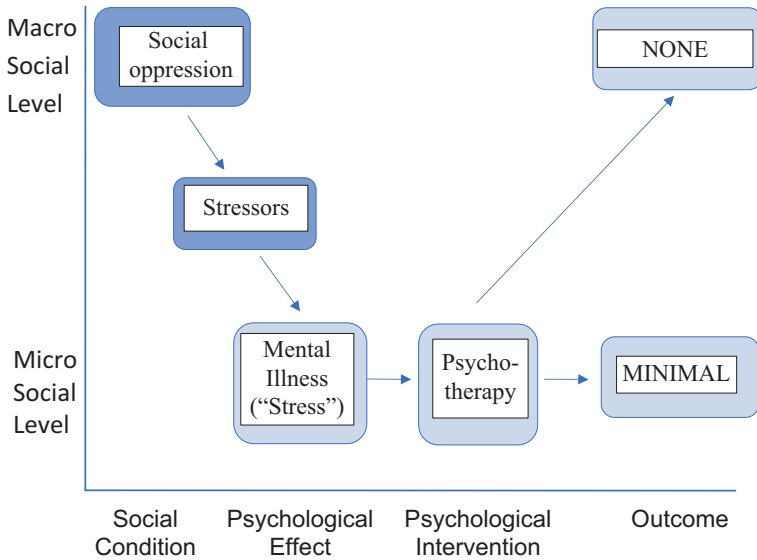 Macro
Social
Level
Social
oppression
NONE
Stressors
Micro
Social
Level
Mental
Illness
(“Stress”)
Psycho-
therapy
MINIMAL
Social
Condition
Psychological
Effect
Psychological
Intervention
Outcome